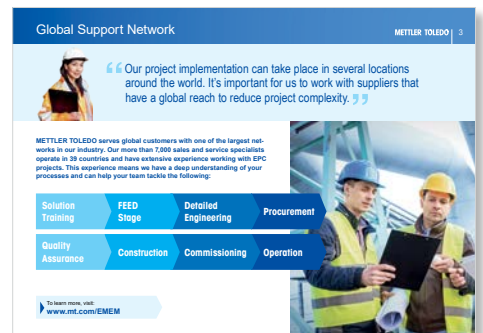 Global Support Network
METTLER TOLEDO | 3
“ Our project implementation can take place in several locations
around the world. It's important for us to work with suppliers that
have a global reach to reduce project complexity. ”
METTLER TOLEDO serves global customers with one of the largest net-
works in our industry. Our more than 7,000 sales and service specialists
operate in 39 countries and have extensive experience working with EPC
projects. This experience means we have a deep understanding of your
processes and can help your team tackle the following:
Solution
Training
FEED
Stage
Detailed
Engineering
Procurement
Quality
Assurance
Construction
Commissioning
Operation
To learn more, visit:
www.mt.com/EMEM